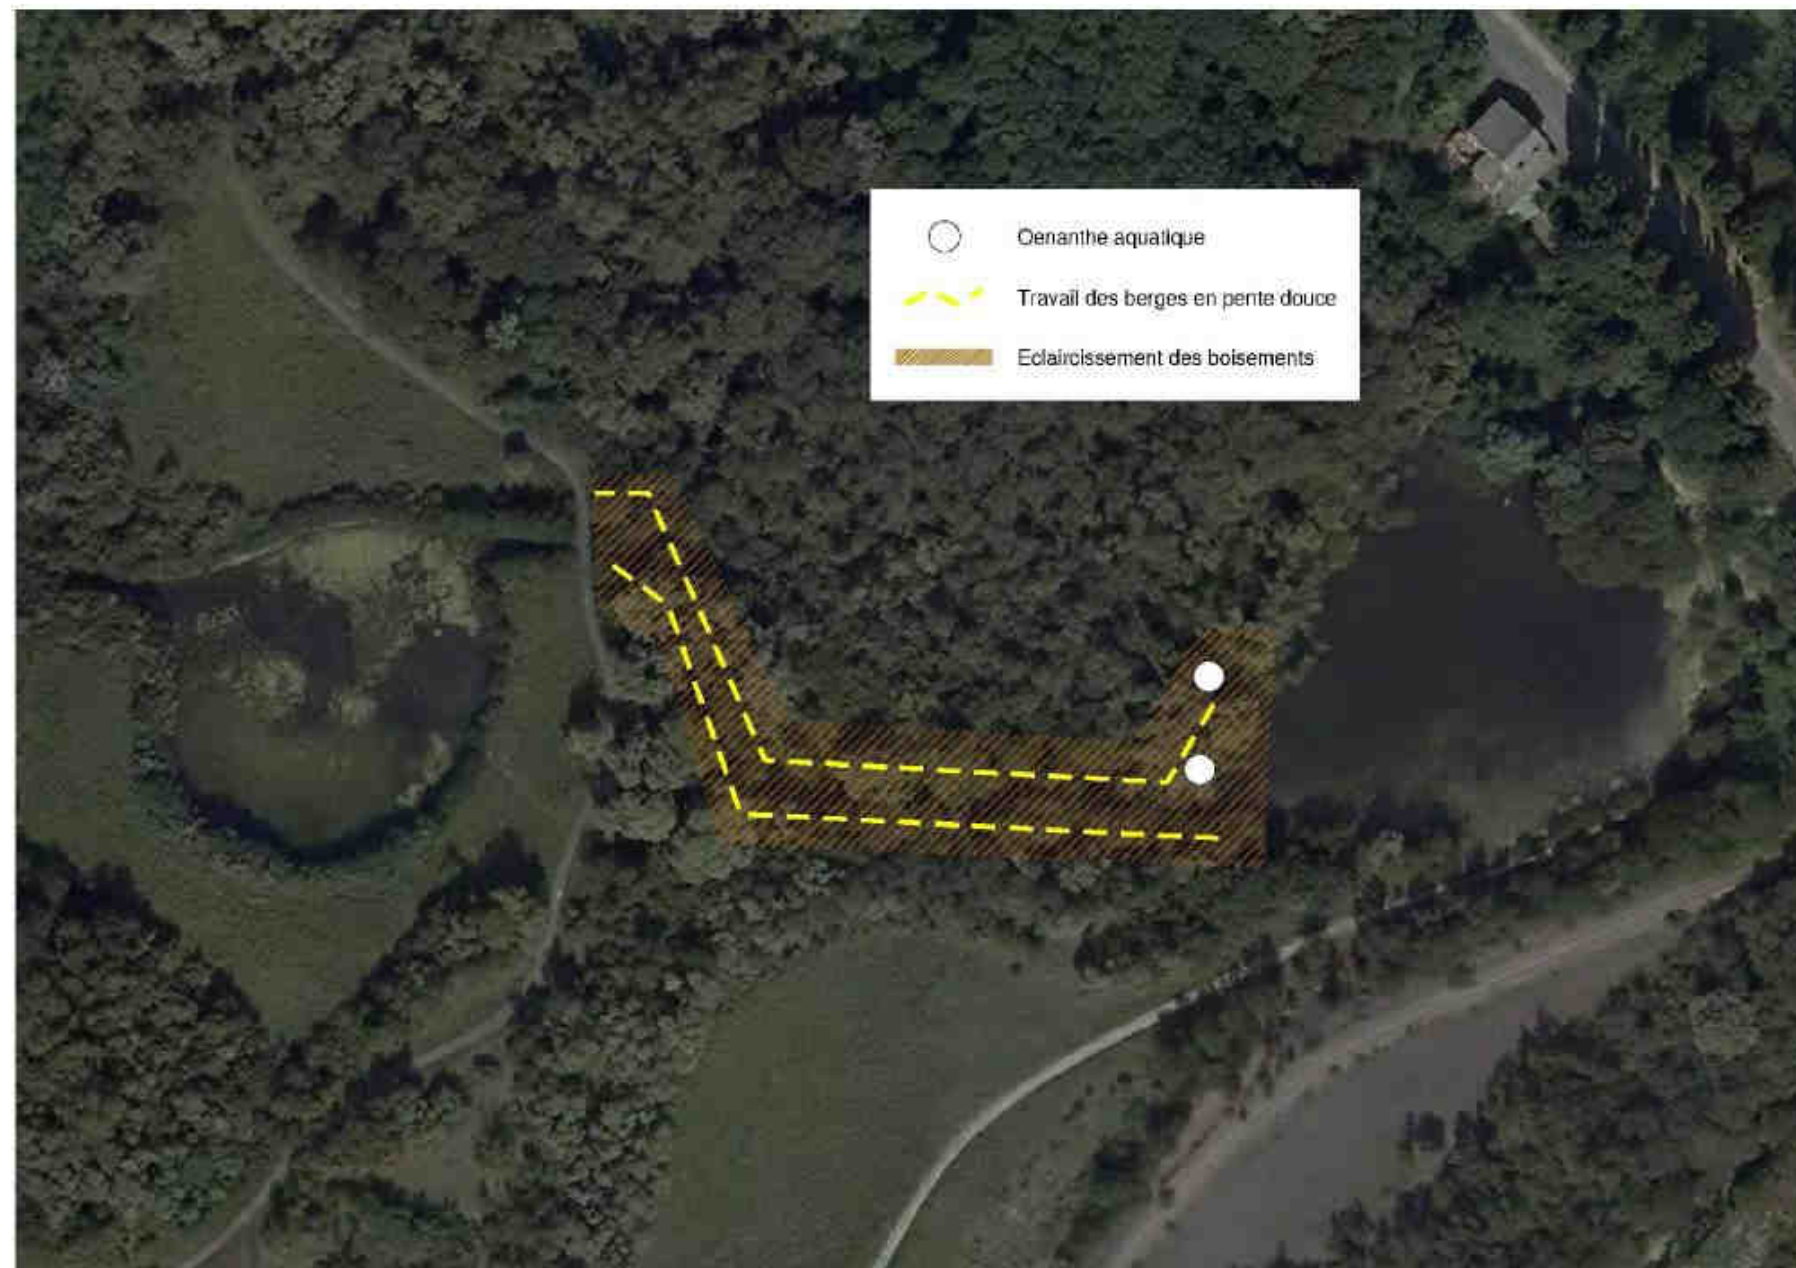 Oenanthe aquatique
Travail des berges en pente douce
Eclaircissement des boisements